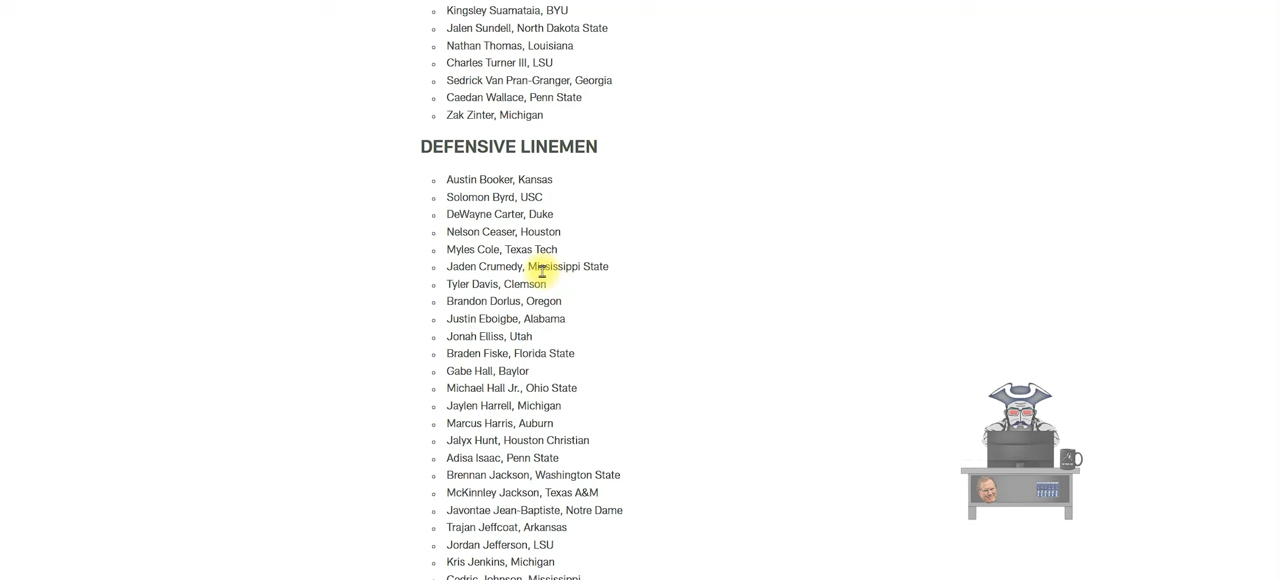 Kingsley Suamataia, BYU
Jalen Sundell, North Dakota State
Nathan Thomas, Louisiana
Charles Turner III, LSU
Sedrick Van Pran-Granger, Georgia
Caedan Wallace, Penn State
Zak Zinter, Michigan
DEFENSIVE LINEMEN
Austin Booker, Kansas
Solomon Byrd, USC
DeWayne Carter, Duke
Nelson Ceaser, Houston
Myles Cole, Texas Tech
Jaden Crumedy, Mississippi State
Tyler Davis, Clemson
Brandon Dorlus, Oregon
Justin Eboigbe, Alabama
Jonah Elliss, Utah
Braden Fiske, Florida State
Gabe Hall, Baylor
Michael Hall Jr., Ohio State
Jaylen Harrell, Michigan
Marcus Harris, Auburn
Jalyx Hunt, Houston Christian
Adisa Isaac, Penn State
Brennan Jackson, Washington State
McKinnley Jackson, Texas A&M
Javontae Jean-Baptiste, Notre Dame
Trajan Jeffcoat, Arkansas
Jordan Jefferson, LSU
Kris Jenkins, Michigan
Cedric Johnson, Mississippi